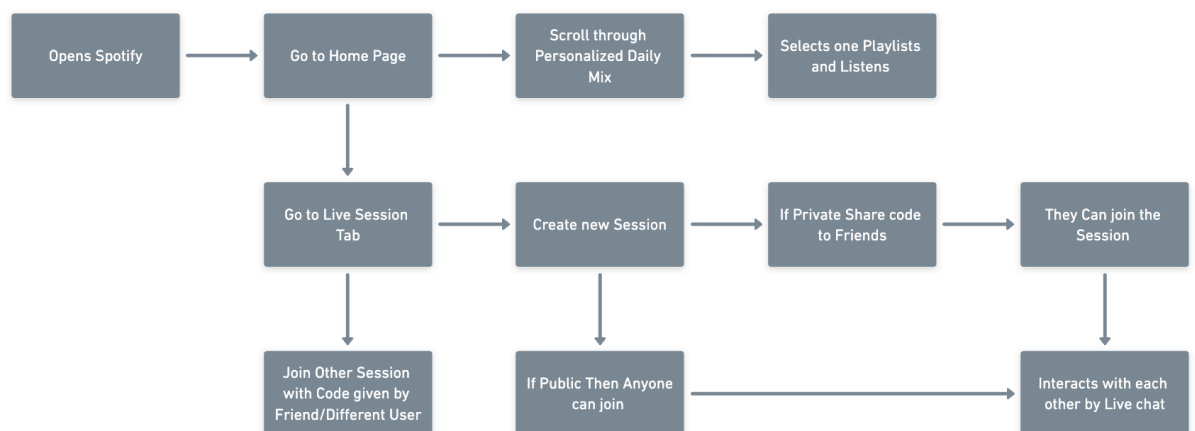 Opens Spotify
Go to Home Page
Scroll through
Personalized Daily
Mix
Selects one Playlists
and Listens
Go to Live Session
Tab
Create new Session
If Private Share code
to Friends
They Can join the
Session
Join Other Session
with Code given by
Friend/Different User
If Public Then Anyone
can join
Interacts with each
other by Live chat